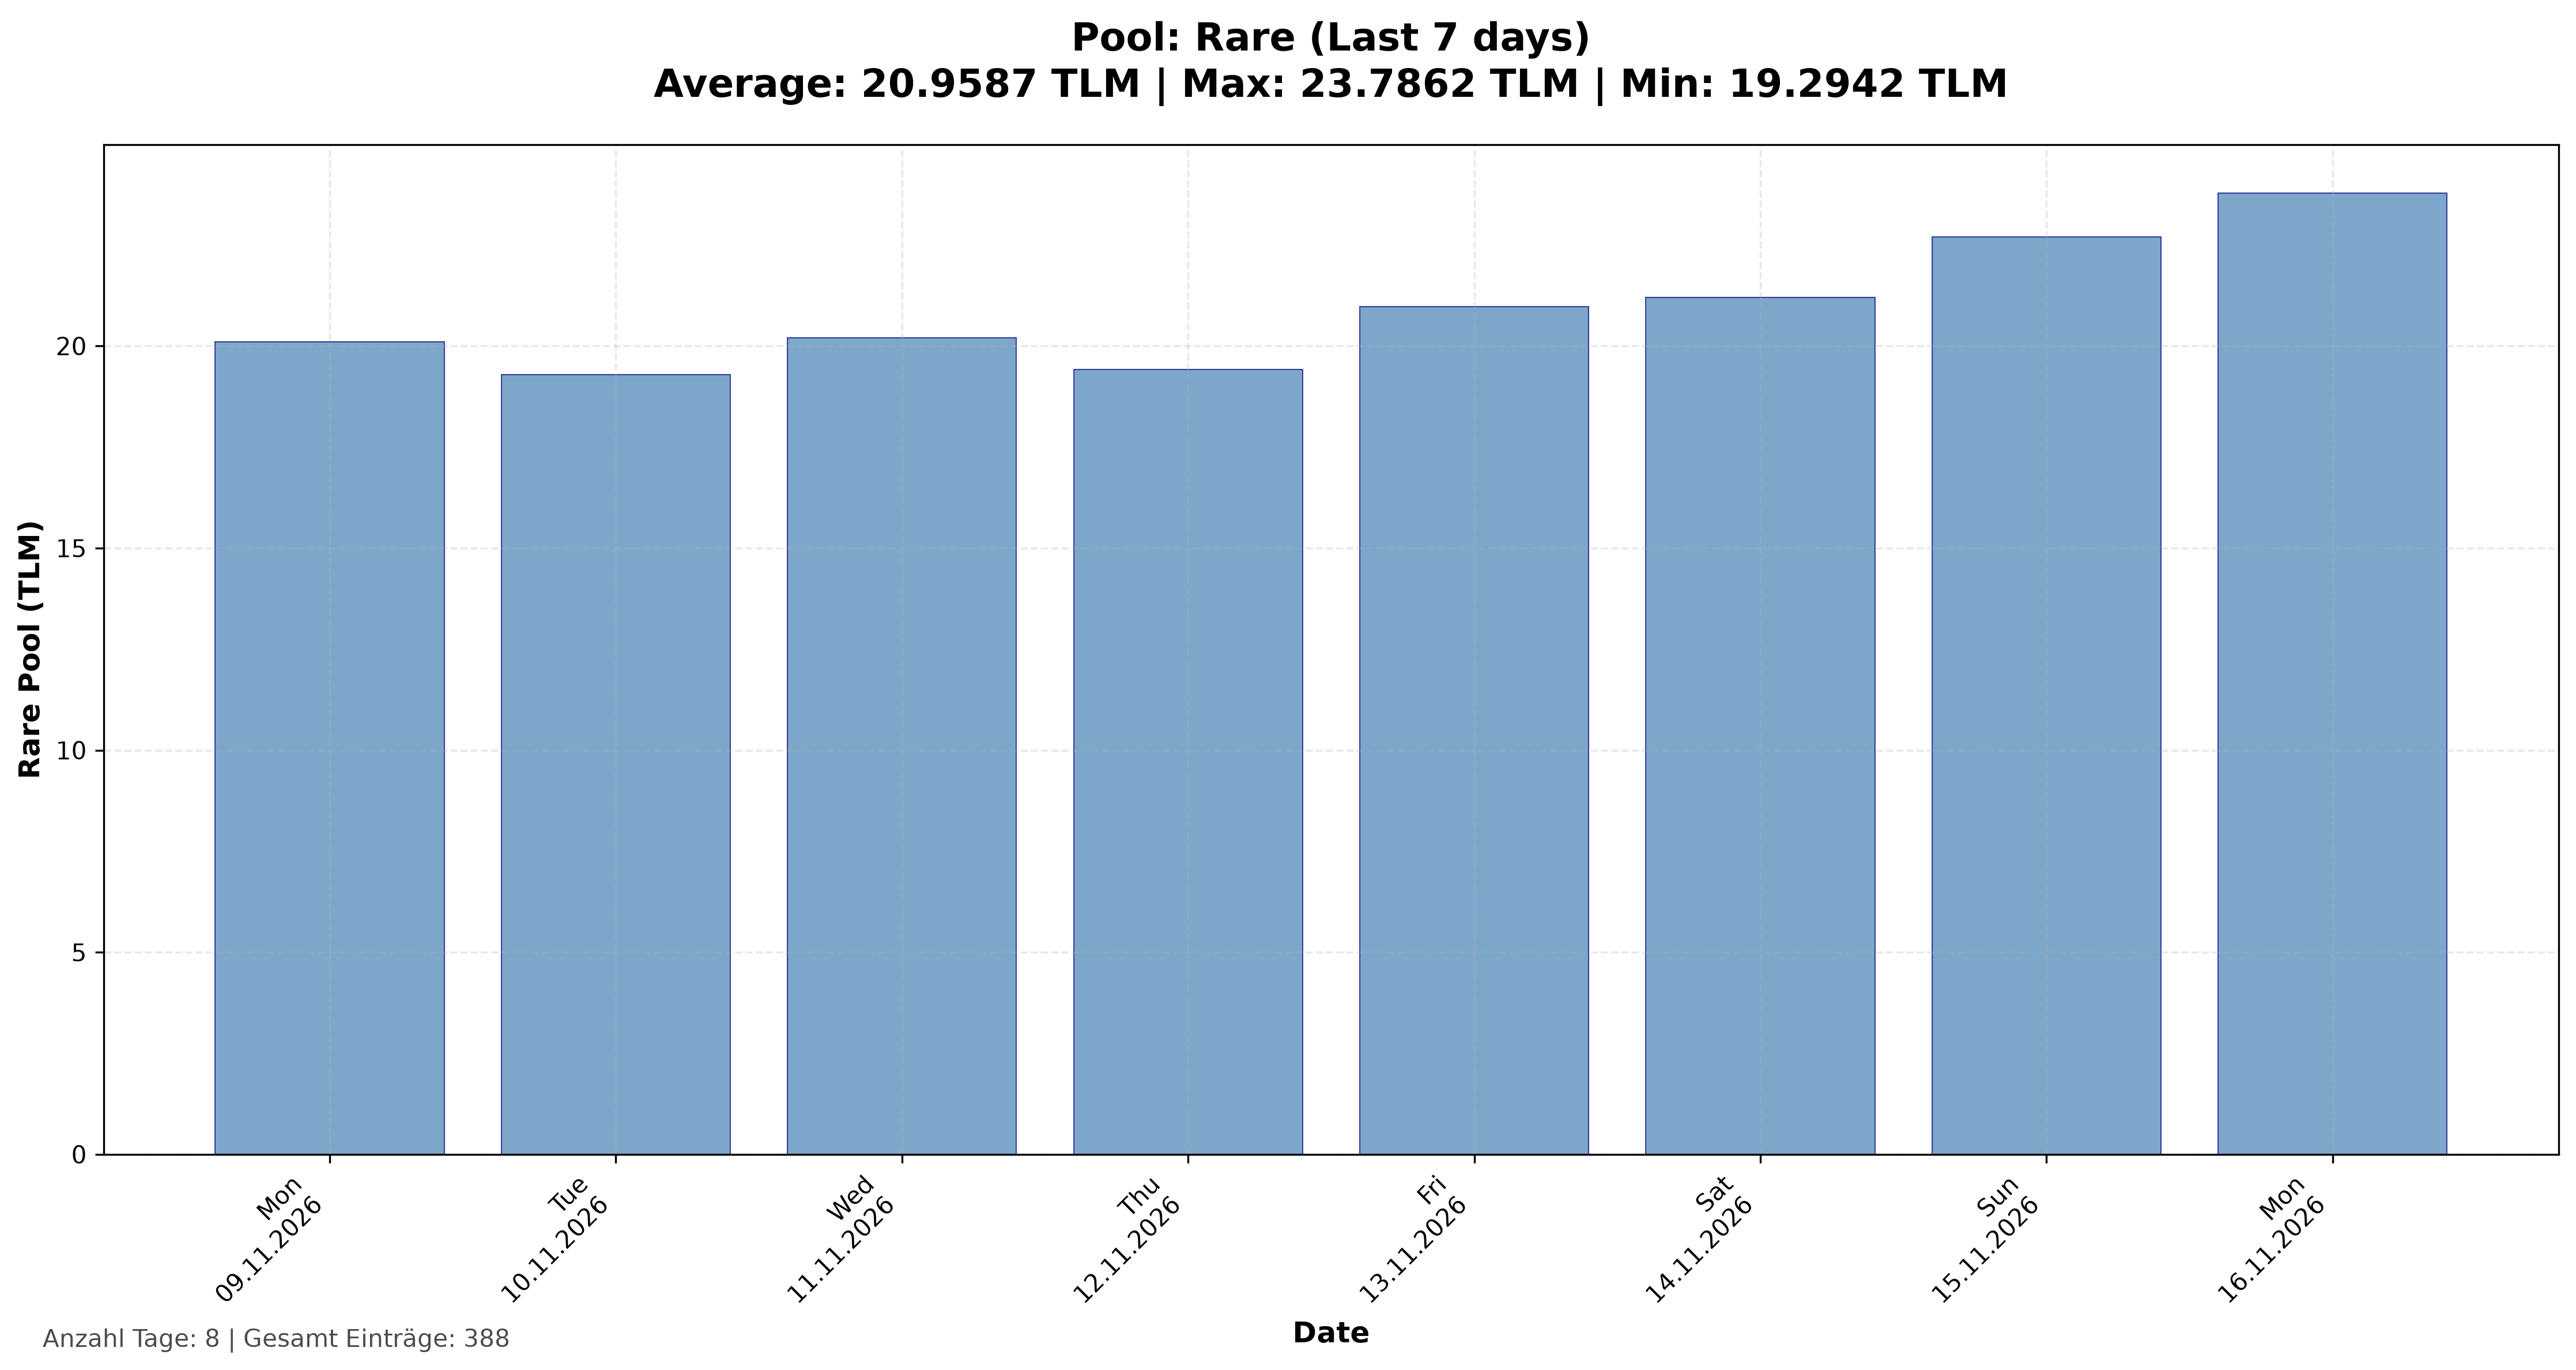 Pool: Rare (Last 7 days)
Average: 20.9587 TLM | Max: 23.7862 TLM | Min: 19.2942 TLM
Rare Pool (TLM)
20
15
10
5
0
Mon
09.11.2026
Tue
10.11.2026
Wed
11.11.2026
Thu
12.11.2026
Fri
13.11.2026
Sat
14.11.2026
Sun
15.11.2026
Mon
16.11.2026
Date
Anzahl Tage: 8 | Gesamt Einträge: 388